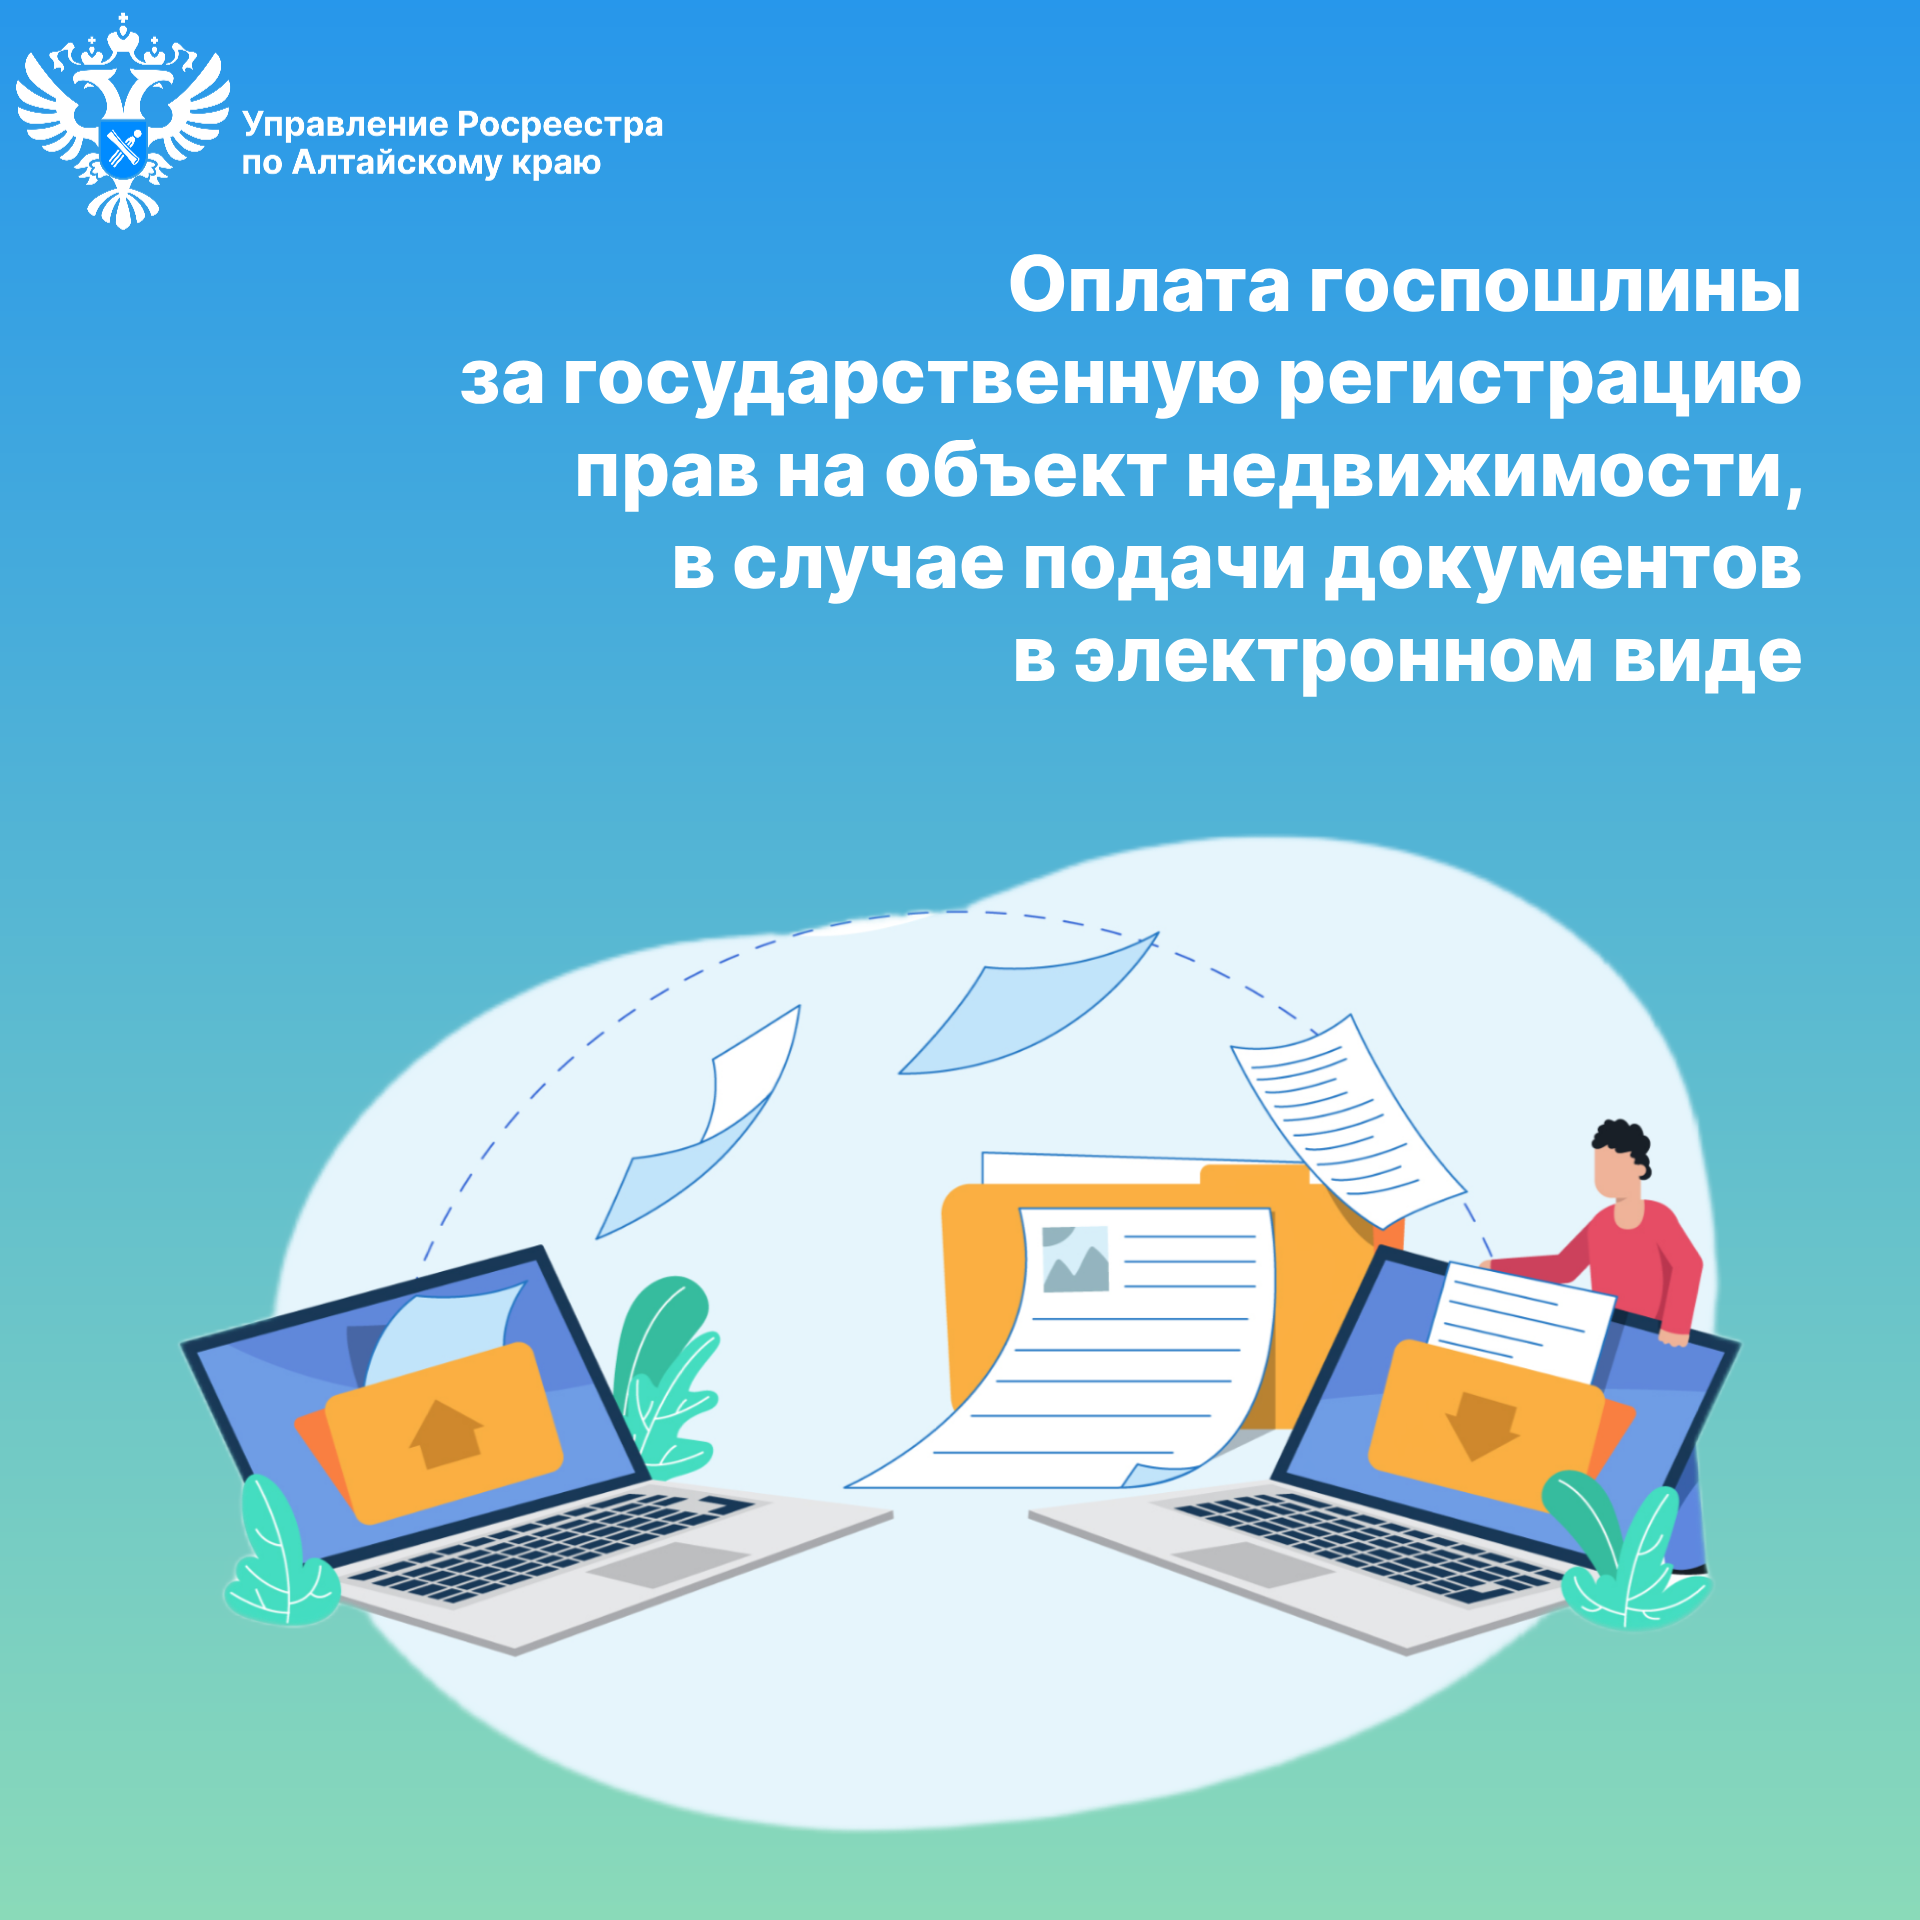 Управление Росреестра
по Алтайскому краю
Оплата госпошлины
за государственную регистрацию
прав на объект недвижимости,
в случае подачи документов
в электронном виде